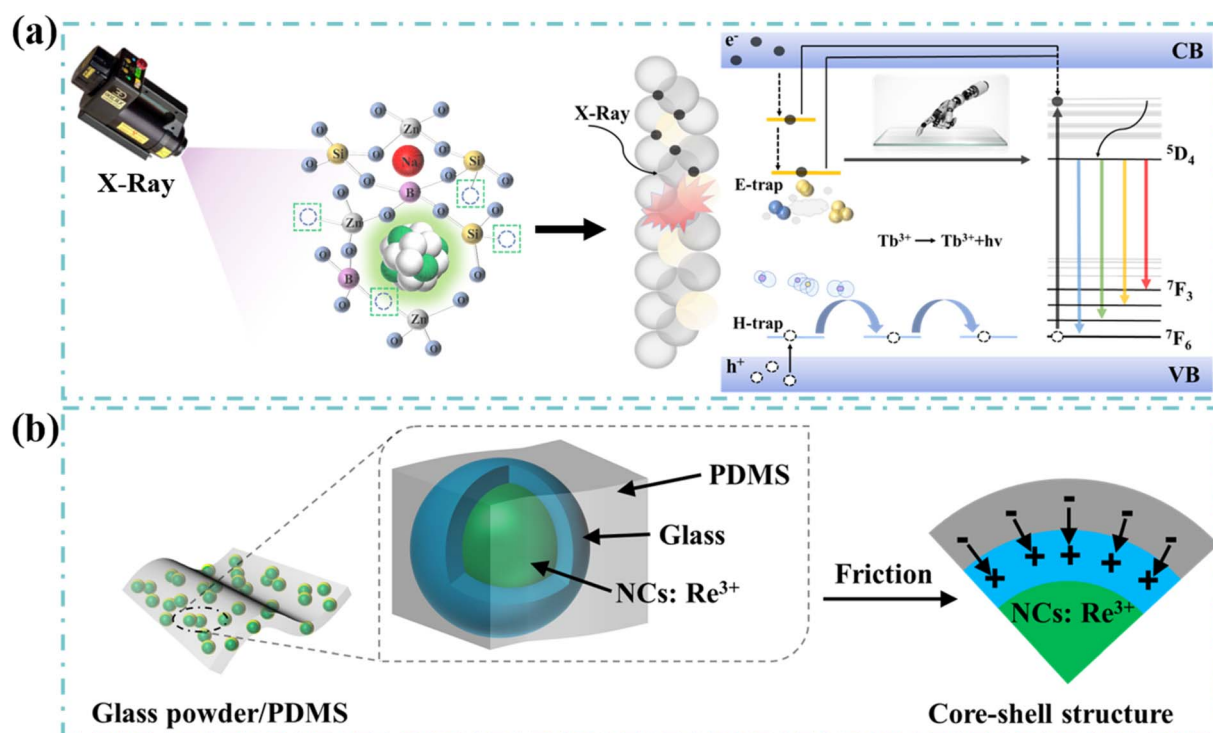 (a)
X-Ray
O
O
Zn
O
O
Si
O
Na
O
Si
O
O
B
O
O
Zn
O
O
Si
O
B
O
O
Zn
O
O
O
X-Ray
e-
CB
E-trap
Tb³⁺ → Tb³⁺+hv
⁵D₄
⁷F₃
H-trap
⁷F₆
h⁺
VB
(b)
PDMS
Glass
NCs: Re³⁺
Glass powder/PDMS
Friction
- - - - -
+ + + + +
NCs: Re³⁺
Core-shell structure